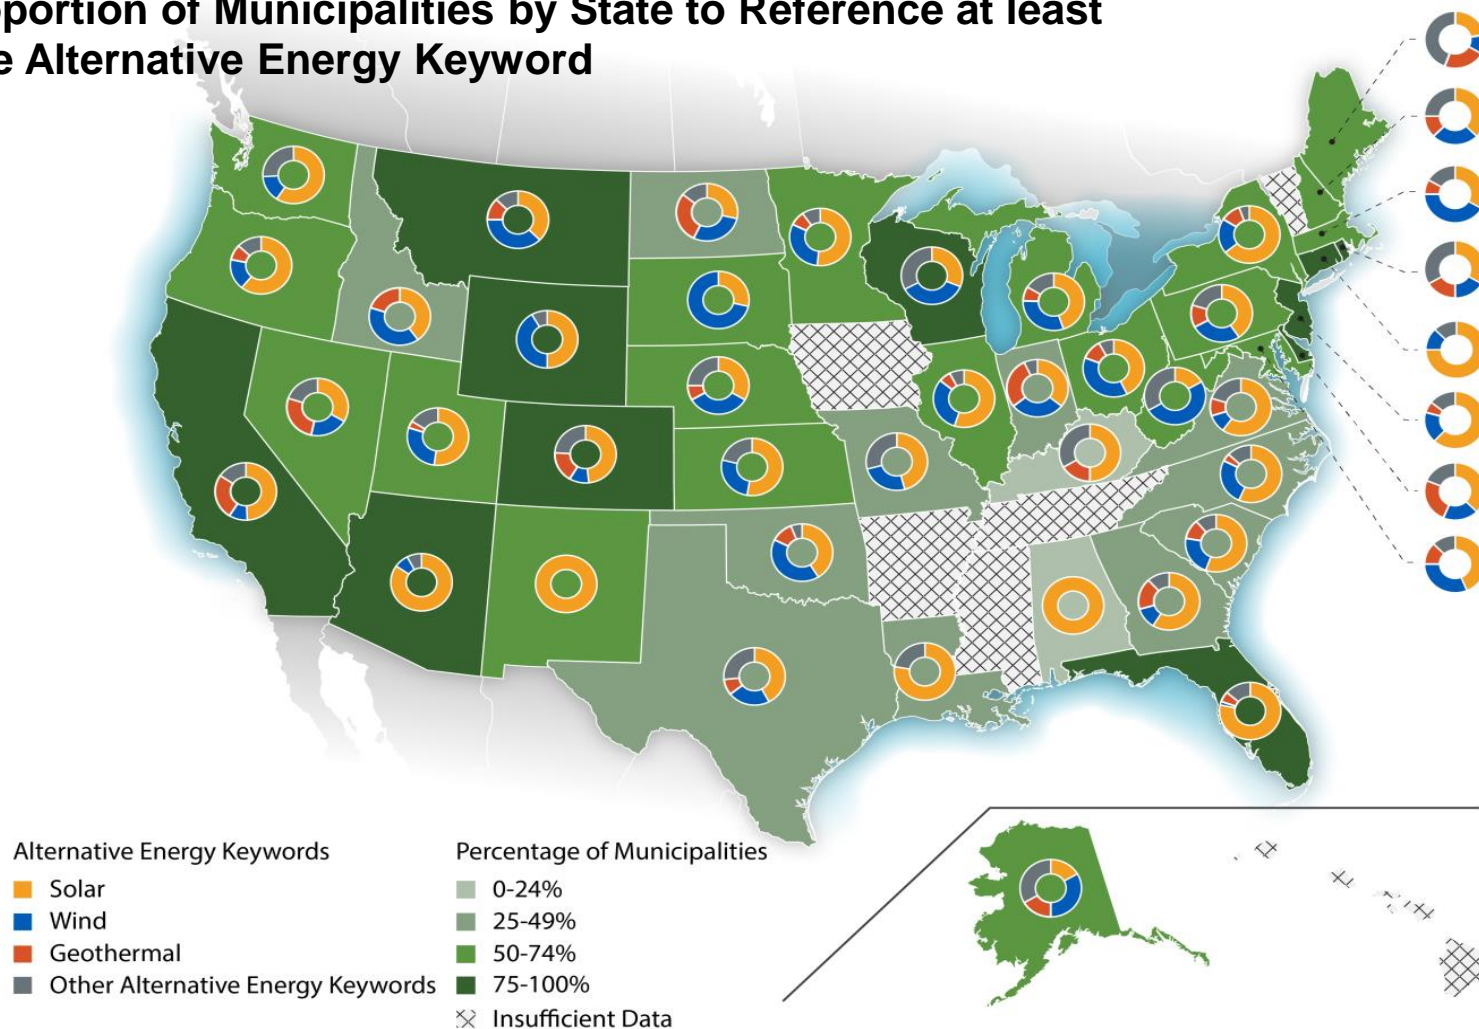 oportion of Municipalities by State to Reference at least
e Alternative Energy Keyword
Alternative Energy Keywords
Solar
Wind
Geothermal
Other Alternative Energy Keywords
Percentage of Municipalities
0-24%
25-49%
50-74%
75-100%
Insufficient Data